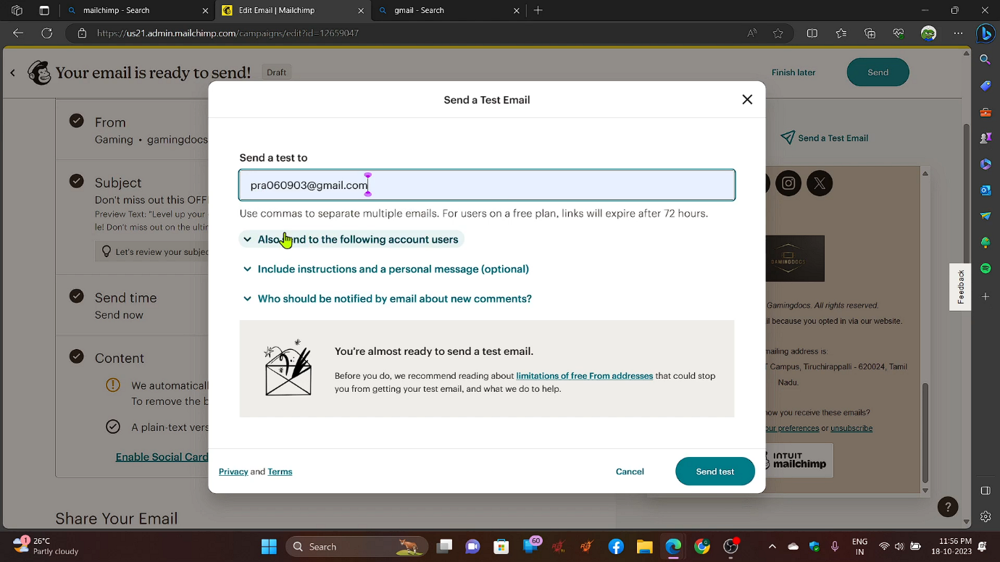 mailchimp - Search
Edit Email | Mailchimp
gmail - Search
https://us21.admin.mailchimp.com/campaigns/edit?id=12659047
Your email is ready to send!
Draft
Finish later
Send
Send a Test Email
From
Gaming • gamingdocs
Subject
Don't miss out this OFF
Preview Text: "Level up your
le! Don't miss out on the ultin
Let's review your subjec
Send time
Send now
Content
We automatically
To remove the b
A plain-text vers
Enable Social Card
Share Your Email
Send a Test Email
Send a test to
pra060903@gmail.com
Use commas to separate multiple emails. For users on a free plan, links will expire after 72 hours.
Also send to the following account users
Include instructions and a personal message (optional)
Who should be notified by email about new comments?
You're almost ready to send a test email.
Before you do, we recommend reading about limitations of free From addresses that could stop
you from getting your test email, and what we do to help.
Privacy and Terms
Cancel
Send test
Gamingdocs. All rights reserved.
il because you opted in via our website.
mailing address is:
T Campus, Tiruchirappalli - 620024, Tamil
Nadu.
how you receive these emails?
our preferences or unsubscribe
INTUIT
mailchimp
Feedback
?
1
26°C
Partly cloudy
Search
60
ENG
IN
11:56 PM
18-10-2023